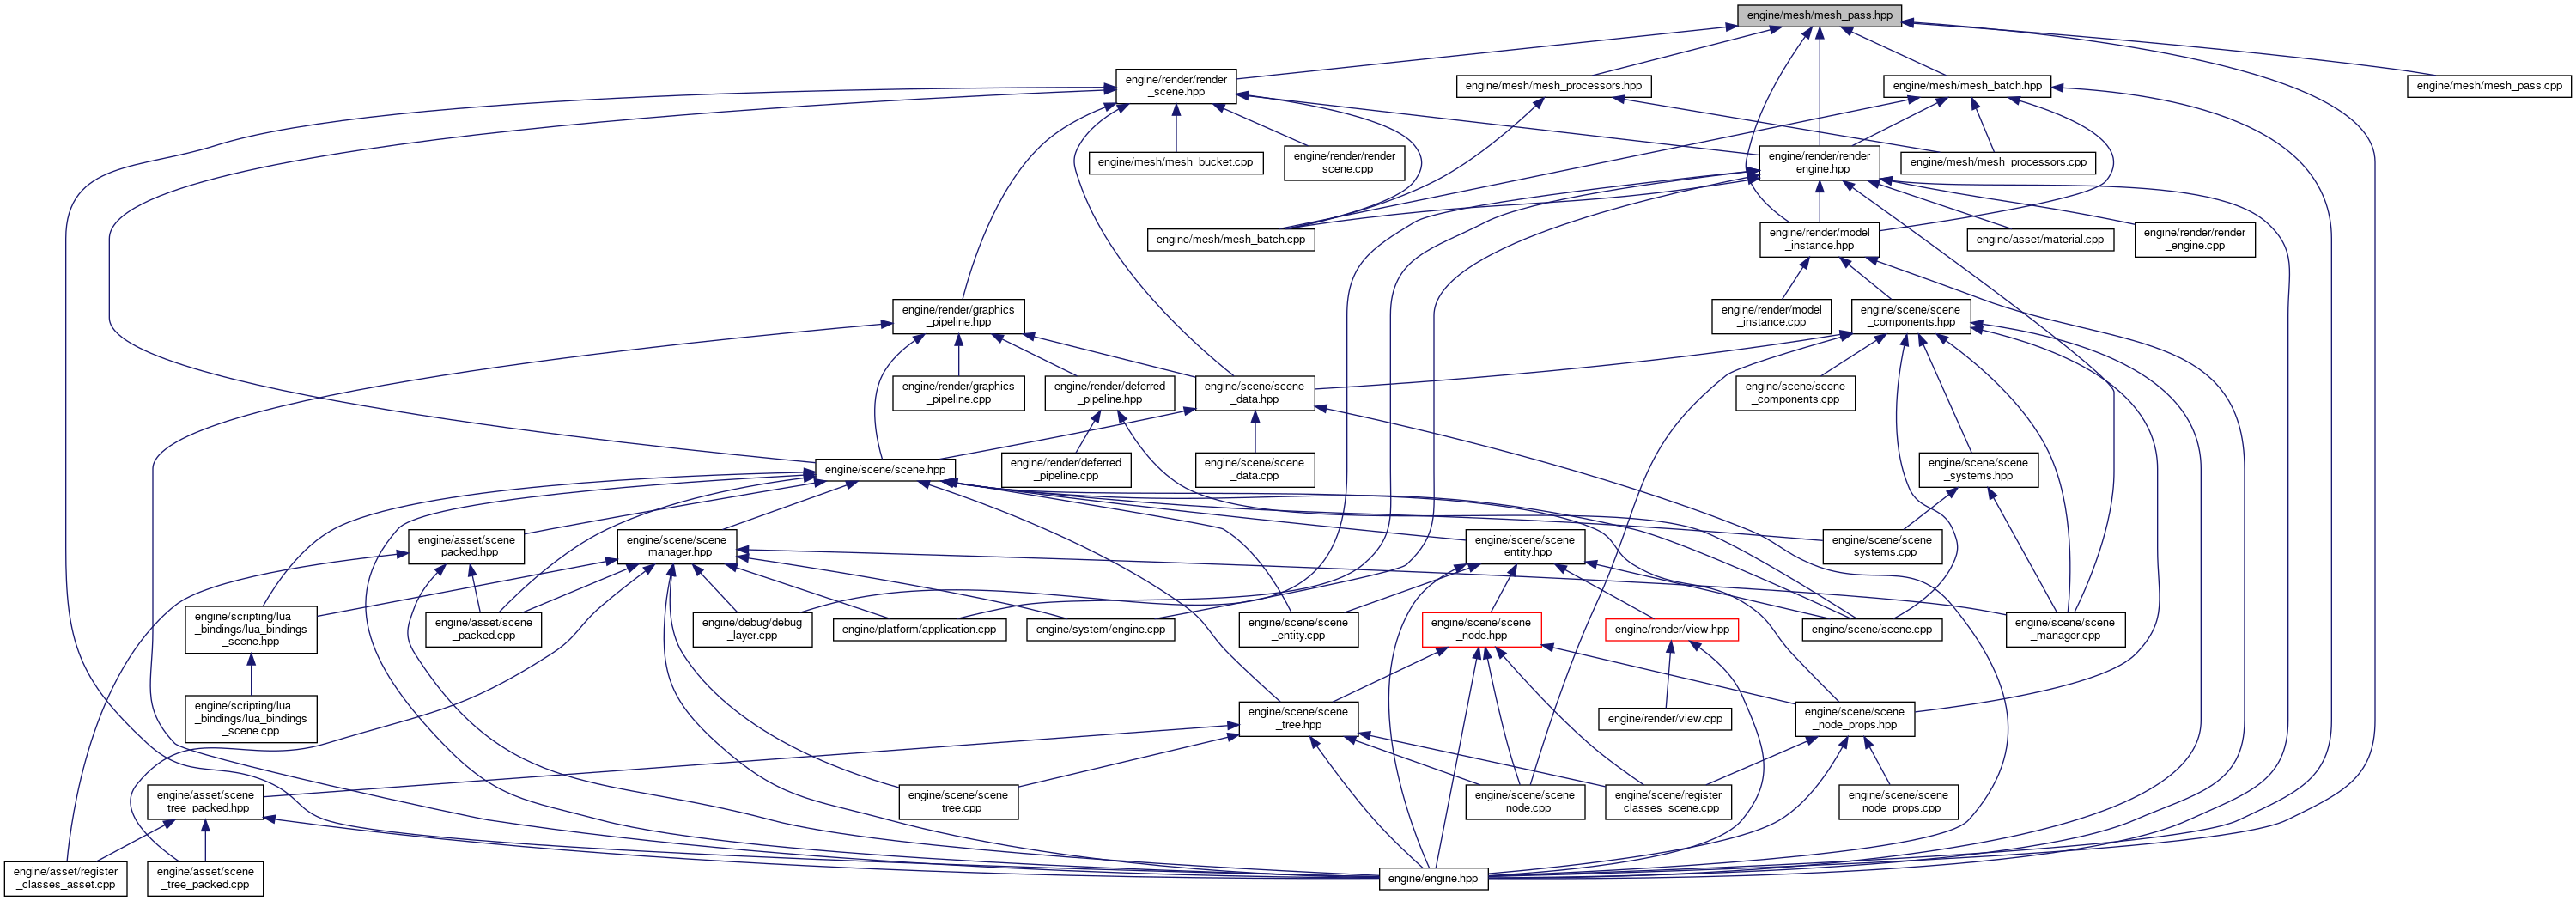 engine/mesh/mesh_pass.hpp
engine/render/render
_scene.hpp
engine/mesh/mesh_processors.hpp
engine/mesh/mesh_batch.hpp
engine/mesh/mesh_pass.cpp
engine/mesh/mesh_bucket.cpp
engine/render/render
_scene.cpp
engine/render/render
_engine.hpp
engine/mesh/mesh_processors.cpp
engine/mesh/mesh_batch.cpp
engine/render/model
_instance.hpp
engine/asset/material.cpp
engine/render/render
_engine.cpp
engine/render/graphics
_pipeline.hpp
engine/render/model
_instance.cpp
engine/scene/scene
_components.hpp
engine/render/graphics
_pipeline.cpp
engine/render/deferred
_pipeline.hpp
engine/scene/scene
_data.hpp
engine/scene/scene
_components.cpp
engine/scene/scene.hpp
engine/render/deferred
_pipeline.cpp
engine/scene/scene
_data.cpp
engine/scene/scene
_systems.hpp
engine/asset/scene
_packed.hpp
engine/scene/scene
_manager.hpp
engine/scene/scene
_entity.hpp
engine/scene/scene
_systems.cpp
engine/scripting/lua
_bindings/lua_bindings
_scene.hpp
engine/asset/scene
_packed.cpp
engine/debug/debug
_layer.cpp
engine/platform/application.cpp
engine/system/engine.cpp
engine/scene/scene
_entity.cpp
engine/scene/scene
_node.hpp
engine/render/view.hpp
engine/scene/scene.cpp
engine/scene/scene
_manager.cpp
engine/scripting/lua
_bindings/lua_bindings
_scene.cpp
engine/scene/scene
_tree.hpp
engine/render/view.cpp
engine/scene/scene
_node_props.hpp
engine/asset/scene
_tree_packed.hpp
engine/scene/scene
_tree.cpp
engine/scene/scene
_node.cpp
engine/scene/register
_classes_scene.cpp
engine/scene/scene
_node_props.cpp
engine/asset/register
_classes_asset.cpp
engine/asset/scene
_tree_packed.cpp
engine/engine.hpp